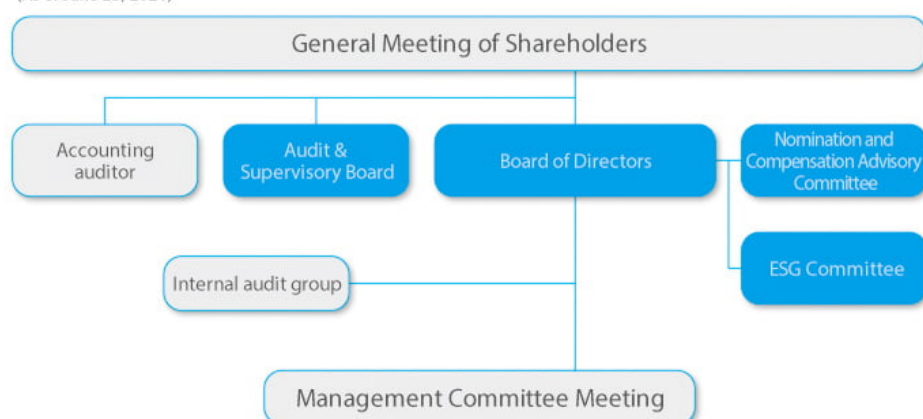 General Meeting of Shareholders
Accounting
auditor
Audit &
Supervisory Board
Board of Directors
Nomination and
Compensation Advisory
Committee
ESG Committee
Internal audit group
Management Committee Meeting